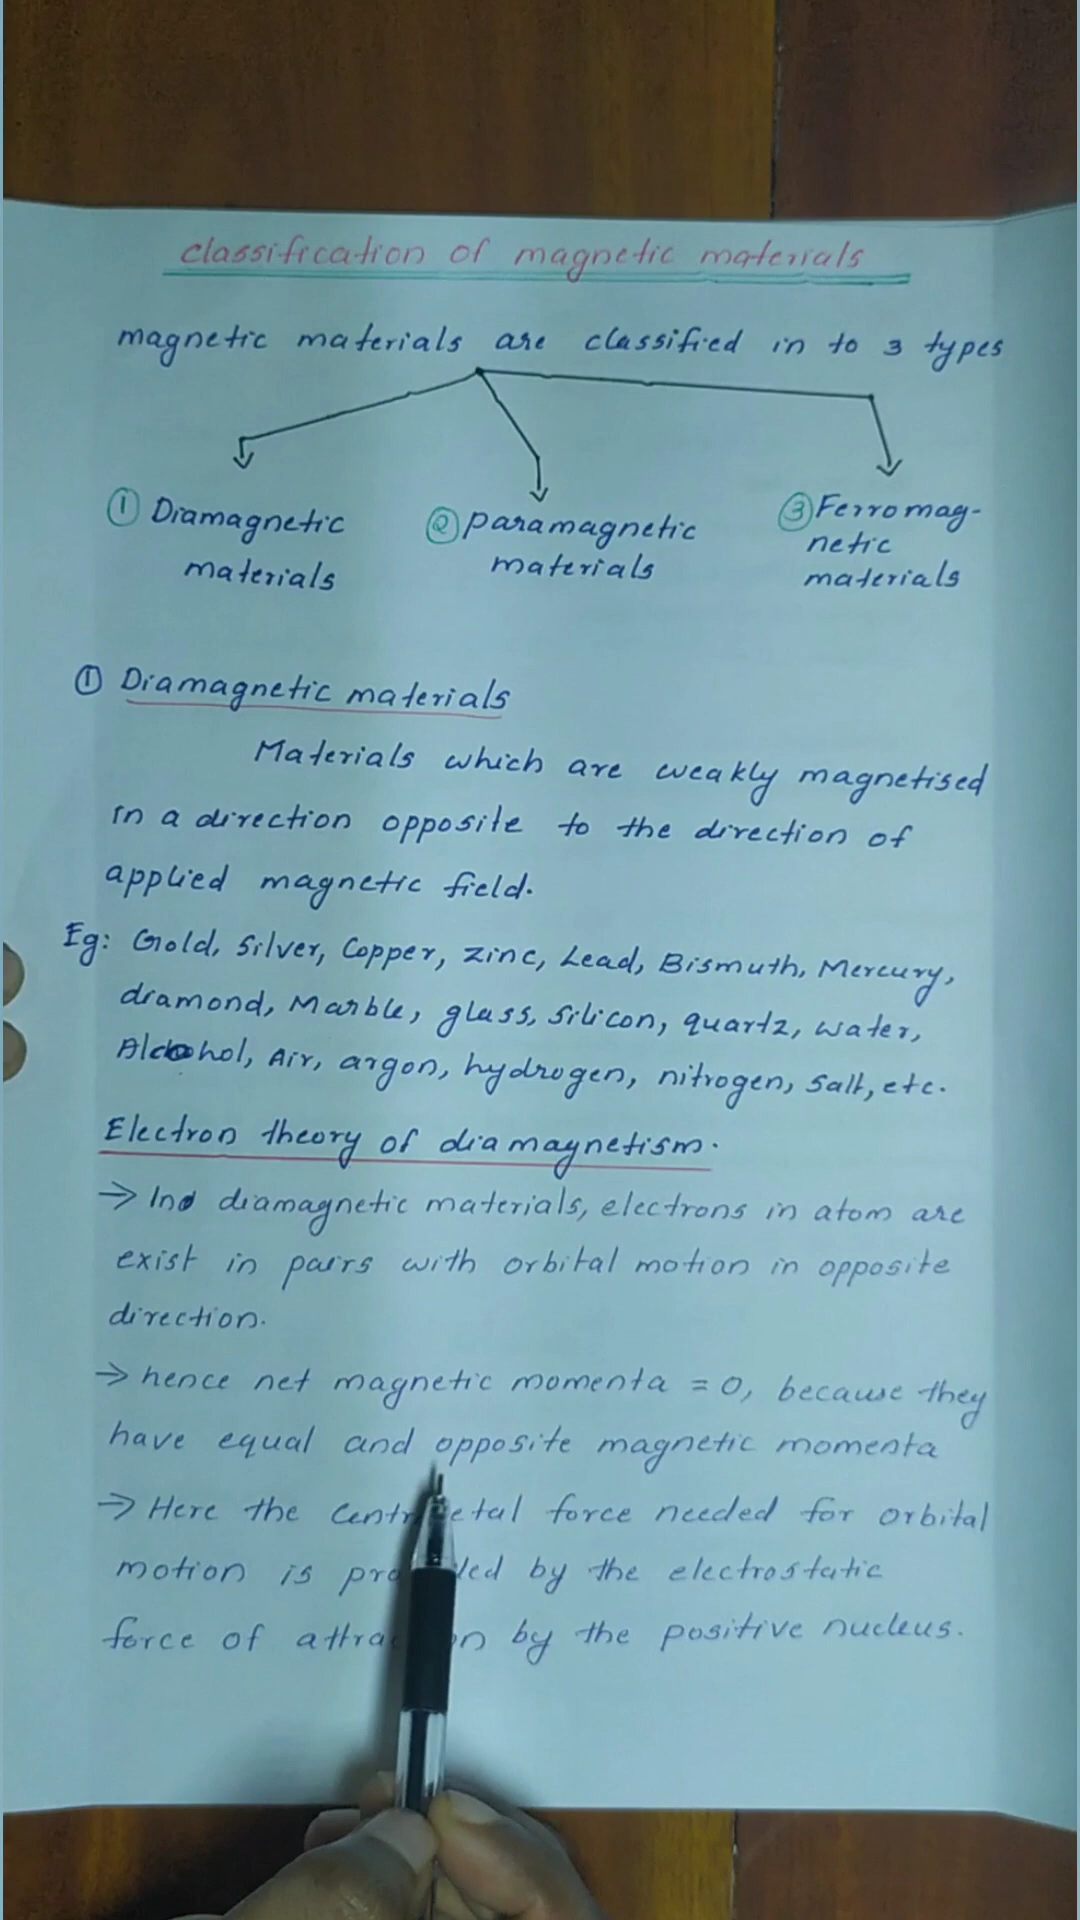 classification of magnetic materials
magnetic materials are classified in to 3 types
① Diamagnetic
materials
② paramagnetic
materials
③ Ferromag-
netic
materials
① Diamagnetic materials
Materials which are weakly magnetised
in a direction opposite to the direction of
applied magnetic field.
Eg: Gold, Silver, Copper, Zinc, Lead, Bismuth, Mercury,
diamond, Marble, glass, silicon, quartz, water,
Alcohol, Air, argon, hydrogen, nitrogen, salt, etc.
Electron theory of diamagnetism.
→ In diamagnetic materials, electrons in atom are
exist in pairs with orbital motion in opposite
direction.
→ hence net magnetic momenta = 0, because they
have equal and opposite magnetic momenta
→ Here the force needed for orbital
motion is by the electrostatic
force of by the positive nucleus.